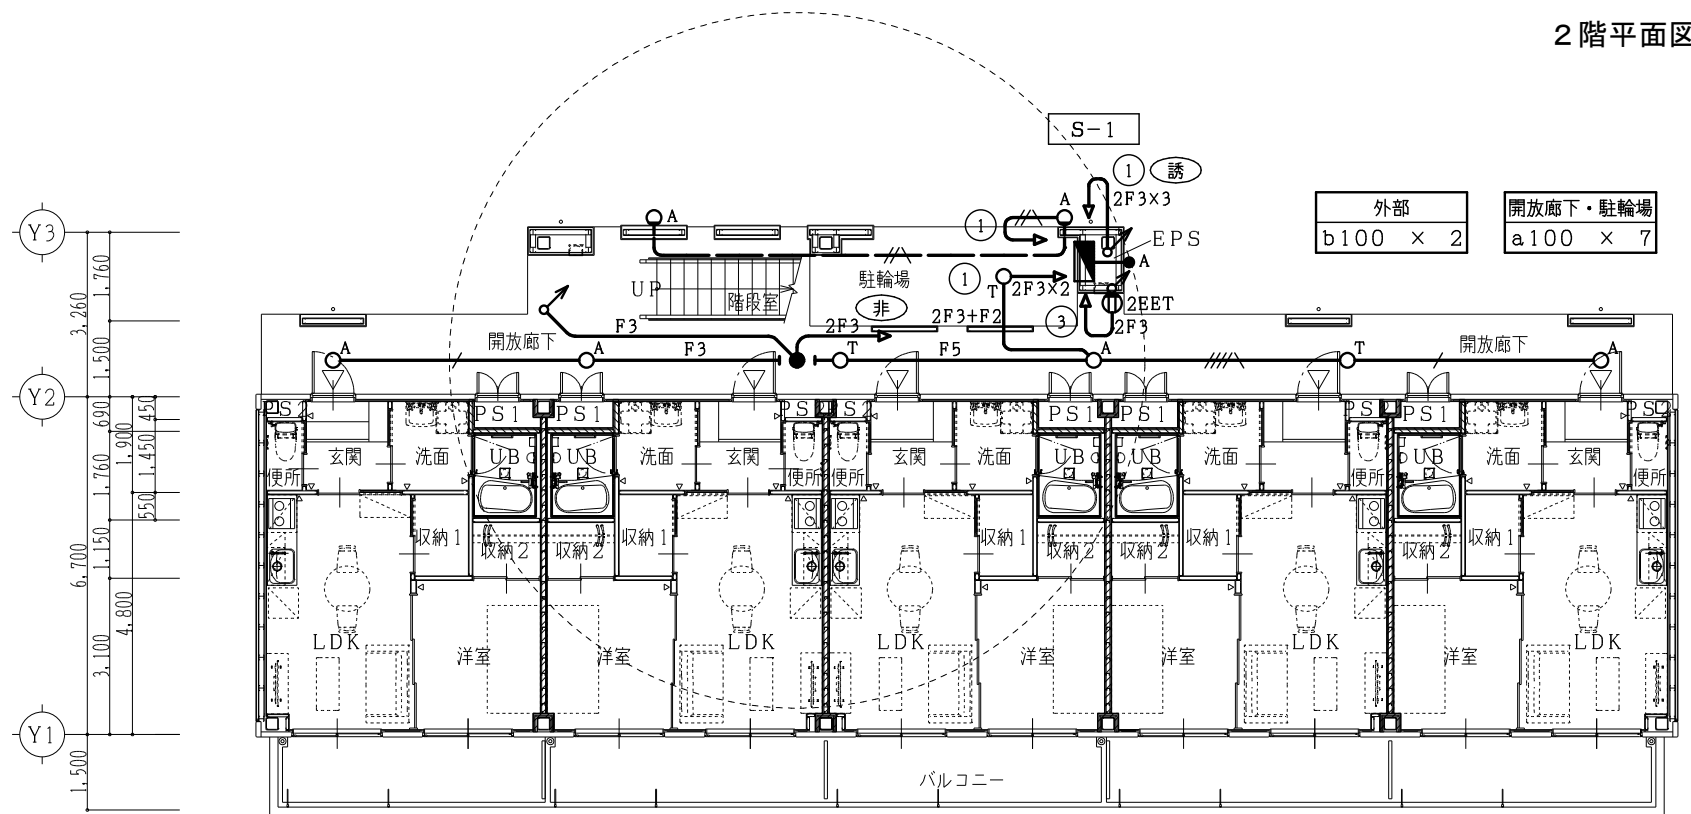 ２階平面図
S-1
1 誘
2F3×3
外部
b100 × 2
開放廊下・駐輪場
a100 × 7
A
A
1
EPS
A
Y3
UP
階段室
駐輪場
1
T
2F3×2
非
2EET
3
2F3
F3
2F3
2F3+F2
開放廊下
A
A
F3
T
F5
A
T
開放廊下
A
Y2
PS1
PS1
PS1
PS1
PS1
便所
玄関
洗面
UB
UB
洗面
玄関
便所
便所
玄関
洗面
UB
UB
洗面
玄関
便所
UB
洗面
玄関
便所
収納1
収納2
収納2
収納1
収納1
収納2
収納2
収納1
収納2
収納1
LDK
洋室
洋室
LDK
LDK
洋室
洋室
LDK
洋室
LDK
Y1
バルコニー
1,760
3,260
1,500
690
450
1,900
1,760
1,450
550
1,150
6,700
4,800
3,100
1,500